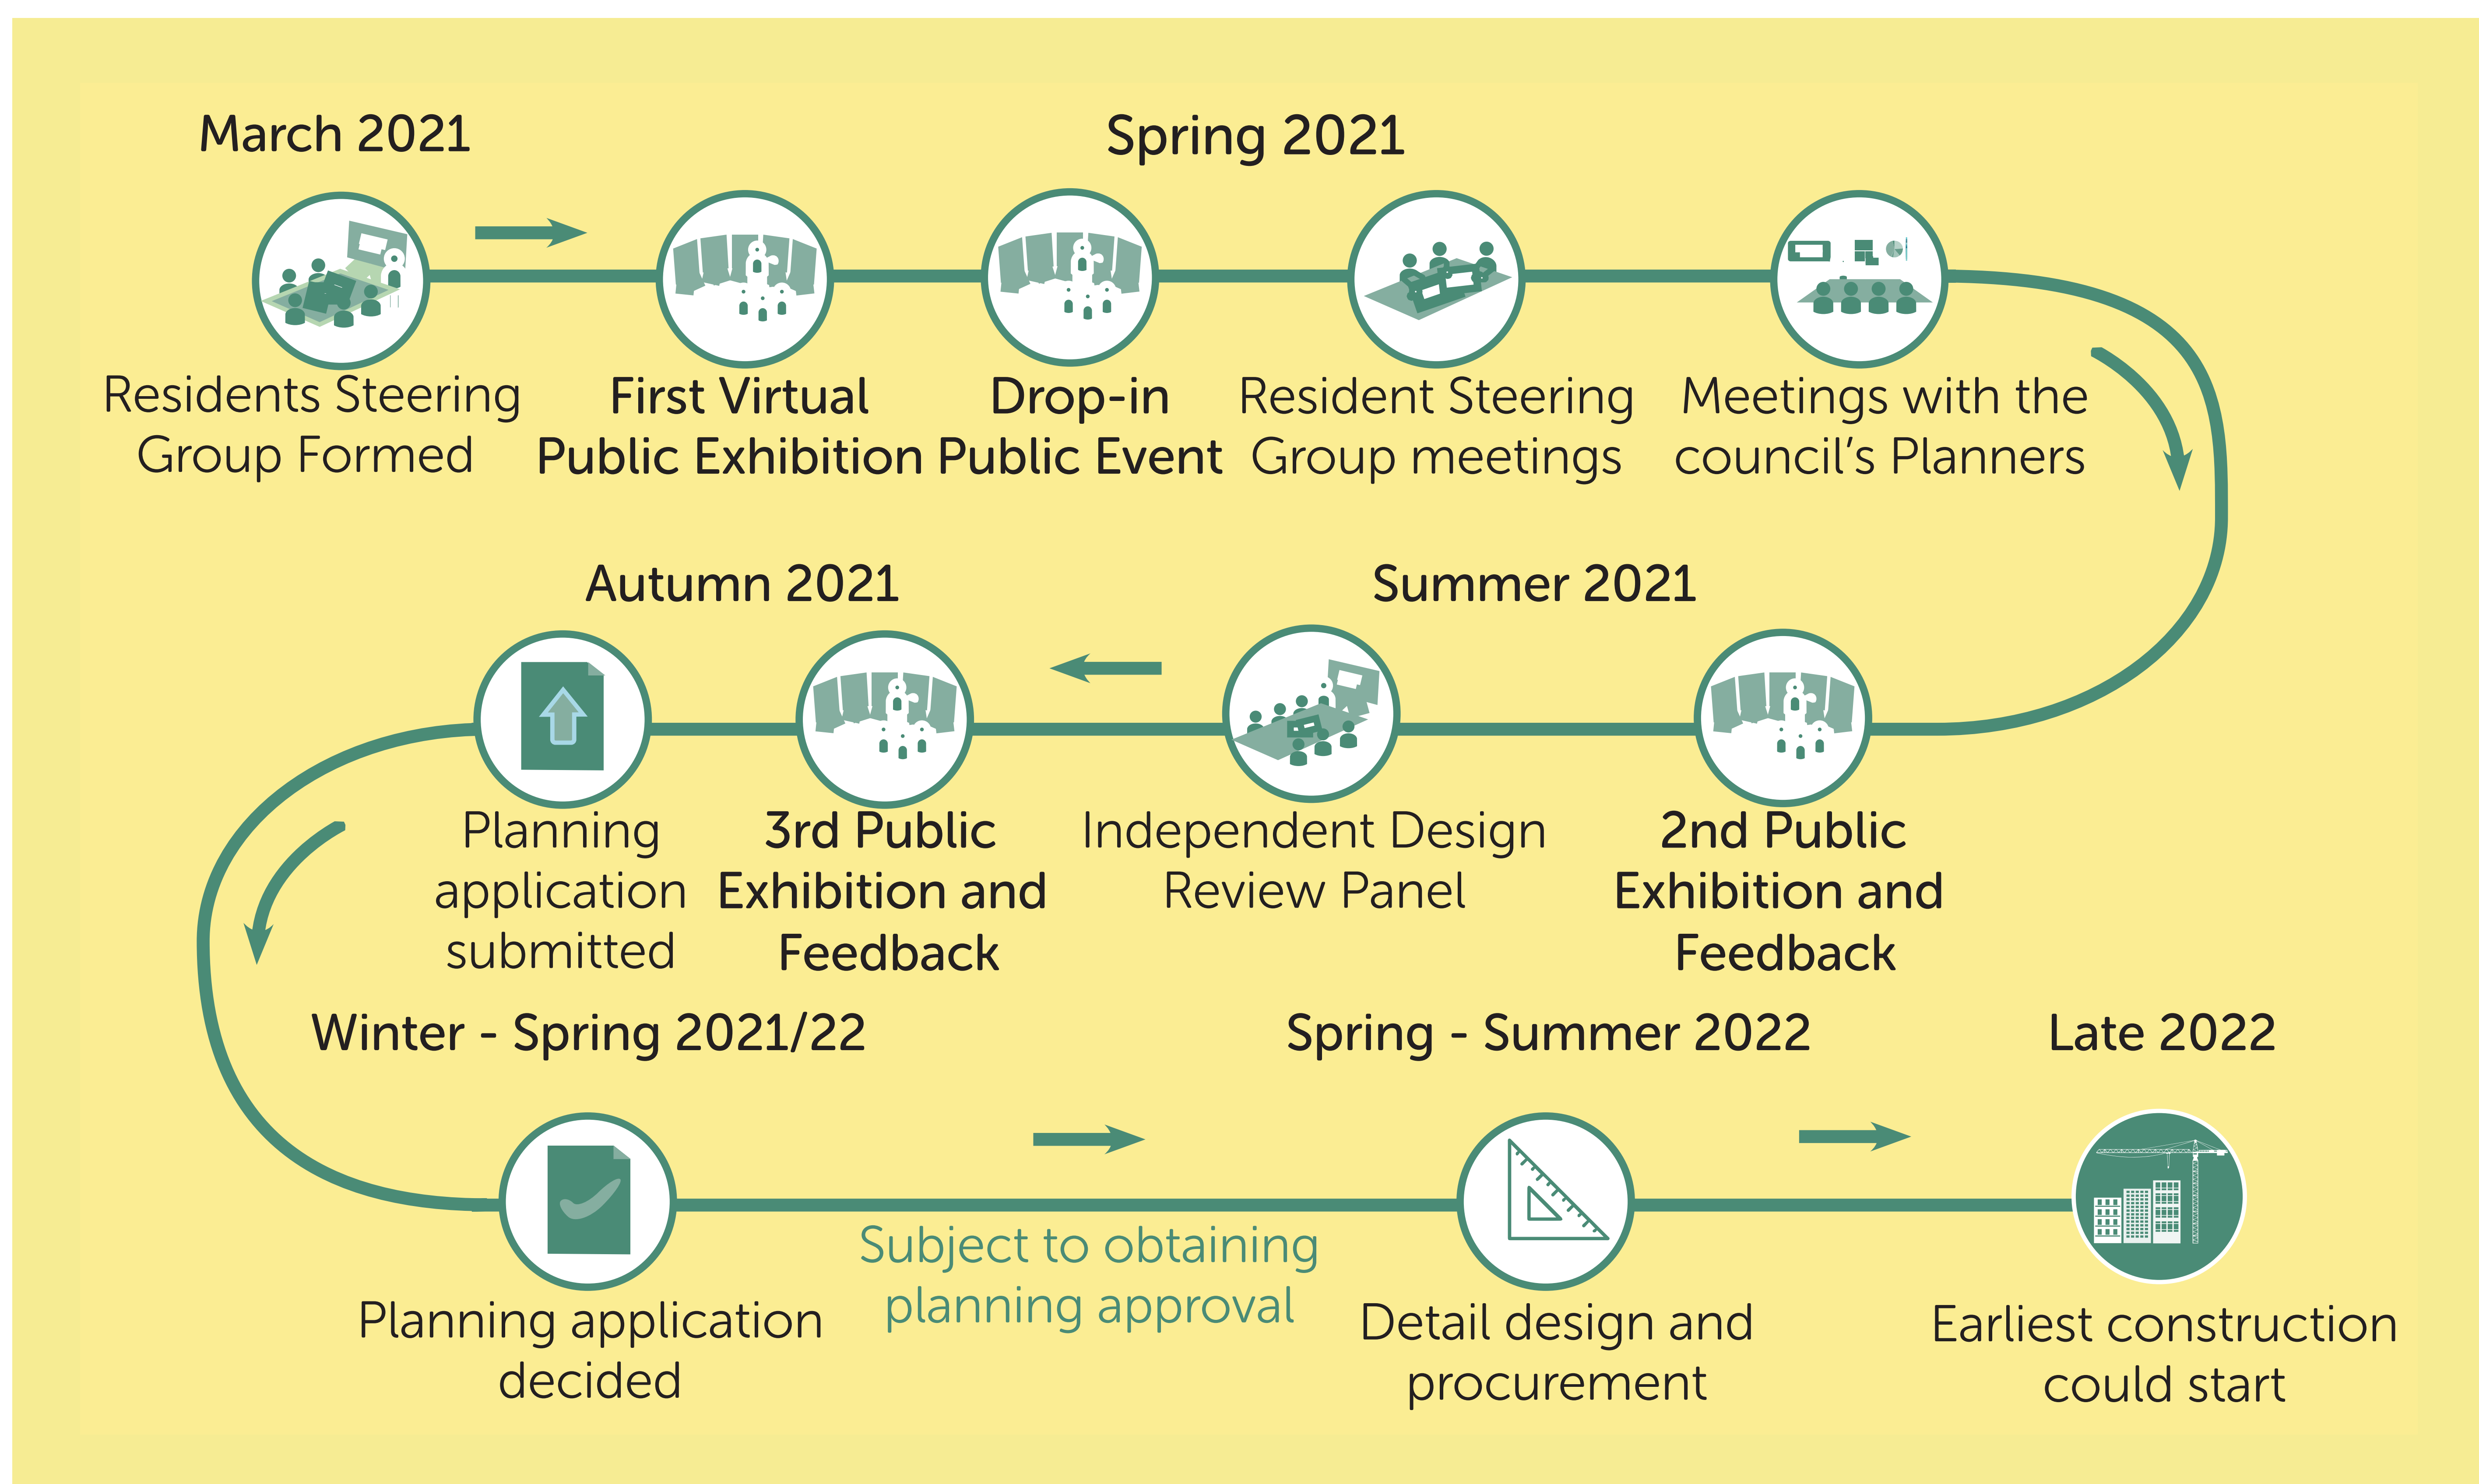 March 2021
Spring 2021
Residents Steering
Group Formed
First Virtual
Public Exhibition
Drop-in
Public Event
Resident Steering
Group meetings
Meetings with the
council's Planners
Summer 2021
2nd Public
Exhibition and
Feedback
Independent Design
Review Panel
Autumn 2021
3rd Public
Exhibition and
Feedback
Planning
application
submitted
Winter - Spring 2021/22
Planning application
decided
Subject to obtaining
planning approval
Spring - Summer 2022
Detail design and
procurement
Late 2022
Earliest construction
could start